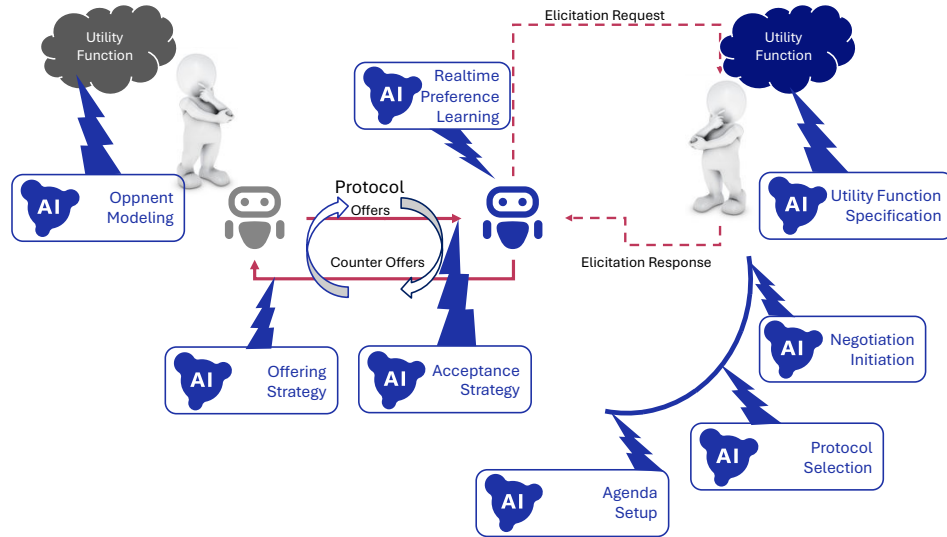 Elicitation Request
Utility
Function
Utility
Function
AI
Realtime
Preference
Learning
AI
Oppnent
Modeling
Protocol
Offers
Counter Offers
AI
Utility Function
Specification
Elicitation Response
AI
Offering
Strategy
AI
Acceptance
Strategy
AI
Negotiation
Initiation
AI
Protocol
Selection
AI
Agenda
Setup